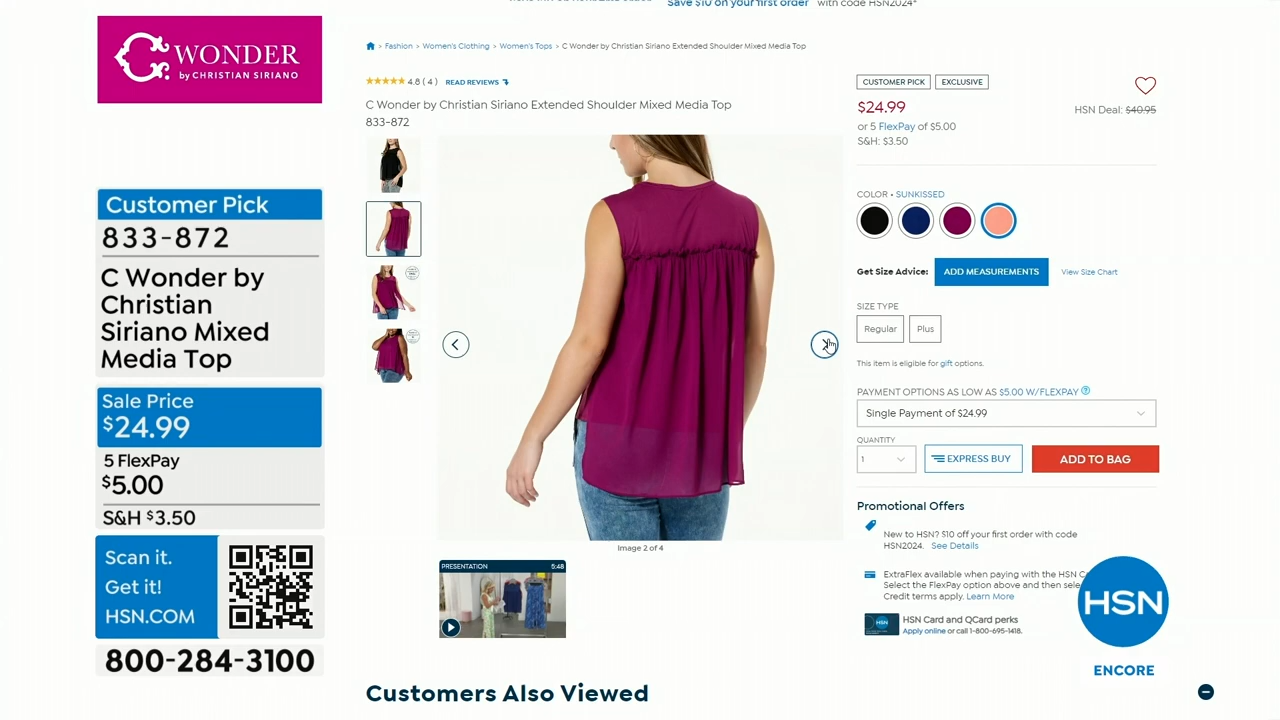 Save $10 on your first order with code HSN2024*
C WONDER
by CHRISTIAN SIRIANO
Fashion > Women's Clothing > Women's Tops > C Wonder by Christian Siriano Extended Shoulder Mixed Media Top
4.8 ( 4 ) READ REVIEWS
C Wonder by Christian Siriano Extended Shoulder Mixed Media Top
833-872
CUSTOMER PICK EXCLUSIVE
$24.99
HSN Deal: $40.95
or 5 FlexPay of $5.00
S&H: $3.50
COLOR • SUNKISSED
Get Size Advice: ADD MEASUREMENTS View Size Chart
SIZE TYPE
Regular Plus
This item is eligible for gift options.
PAYMENT OPTIONS AS LOW AS $5.00 W/FLEXPAY
Single Payment of $24.99
QUANTITY
1 EXPRESS BUY ADD TO BAG
Promotional Offers
New to HSN? $10 off your first order with code
HSN2024. See Details
ExtraFlex available when paying with the HSN
Select the FlexPay option above and then
Credit terms apply. Learn More
HSN
HSN Card and QCard perks
Apply online or call 1-800-695-1418.
Image 2 of 4
PRESENTATION 5:48
Customers Also Viewed
Customer Pick
833-872
C Wonder by
Christian
Siriano Mixed
Media Top
Sale Price
$24.99
5 FlexPay
$5.00
S&H $3.50
Scan it.
Get it!
HSN.COM
800-284-3100
HSN
ENCORE